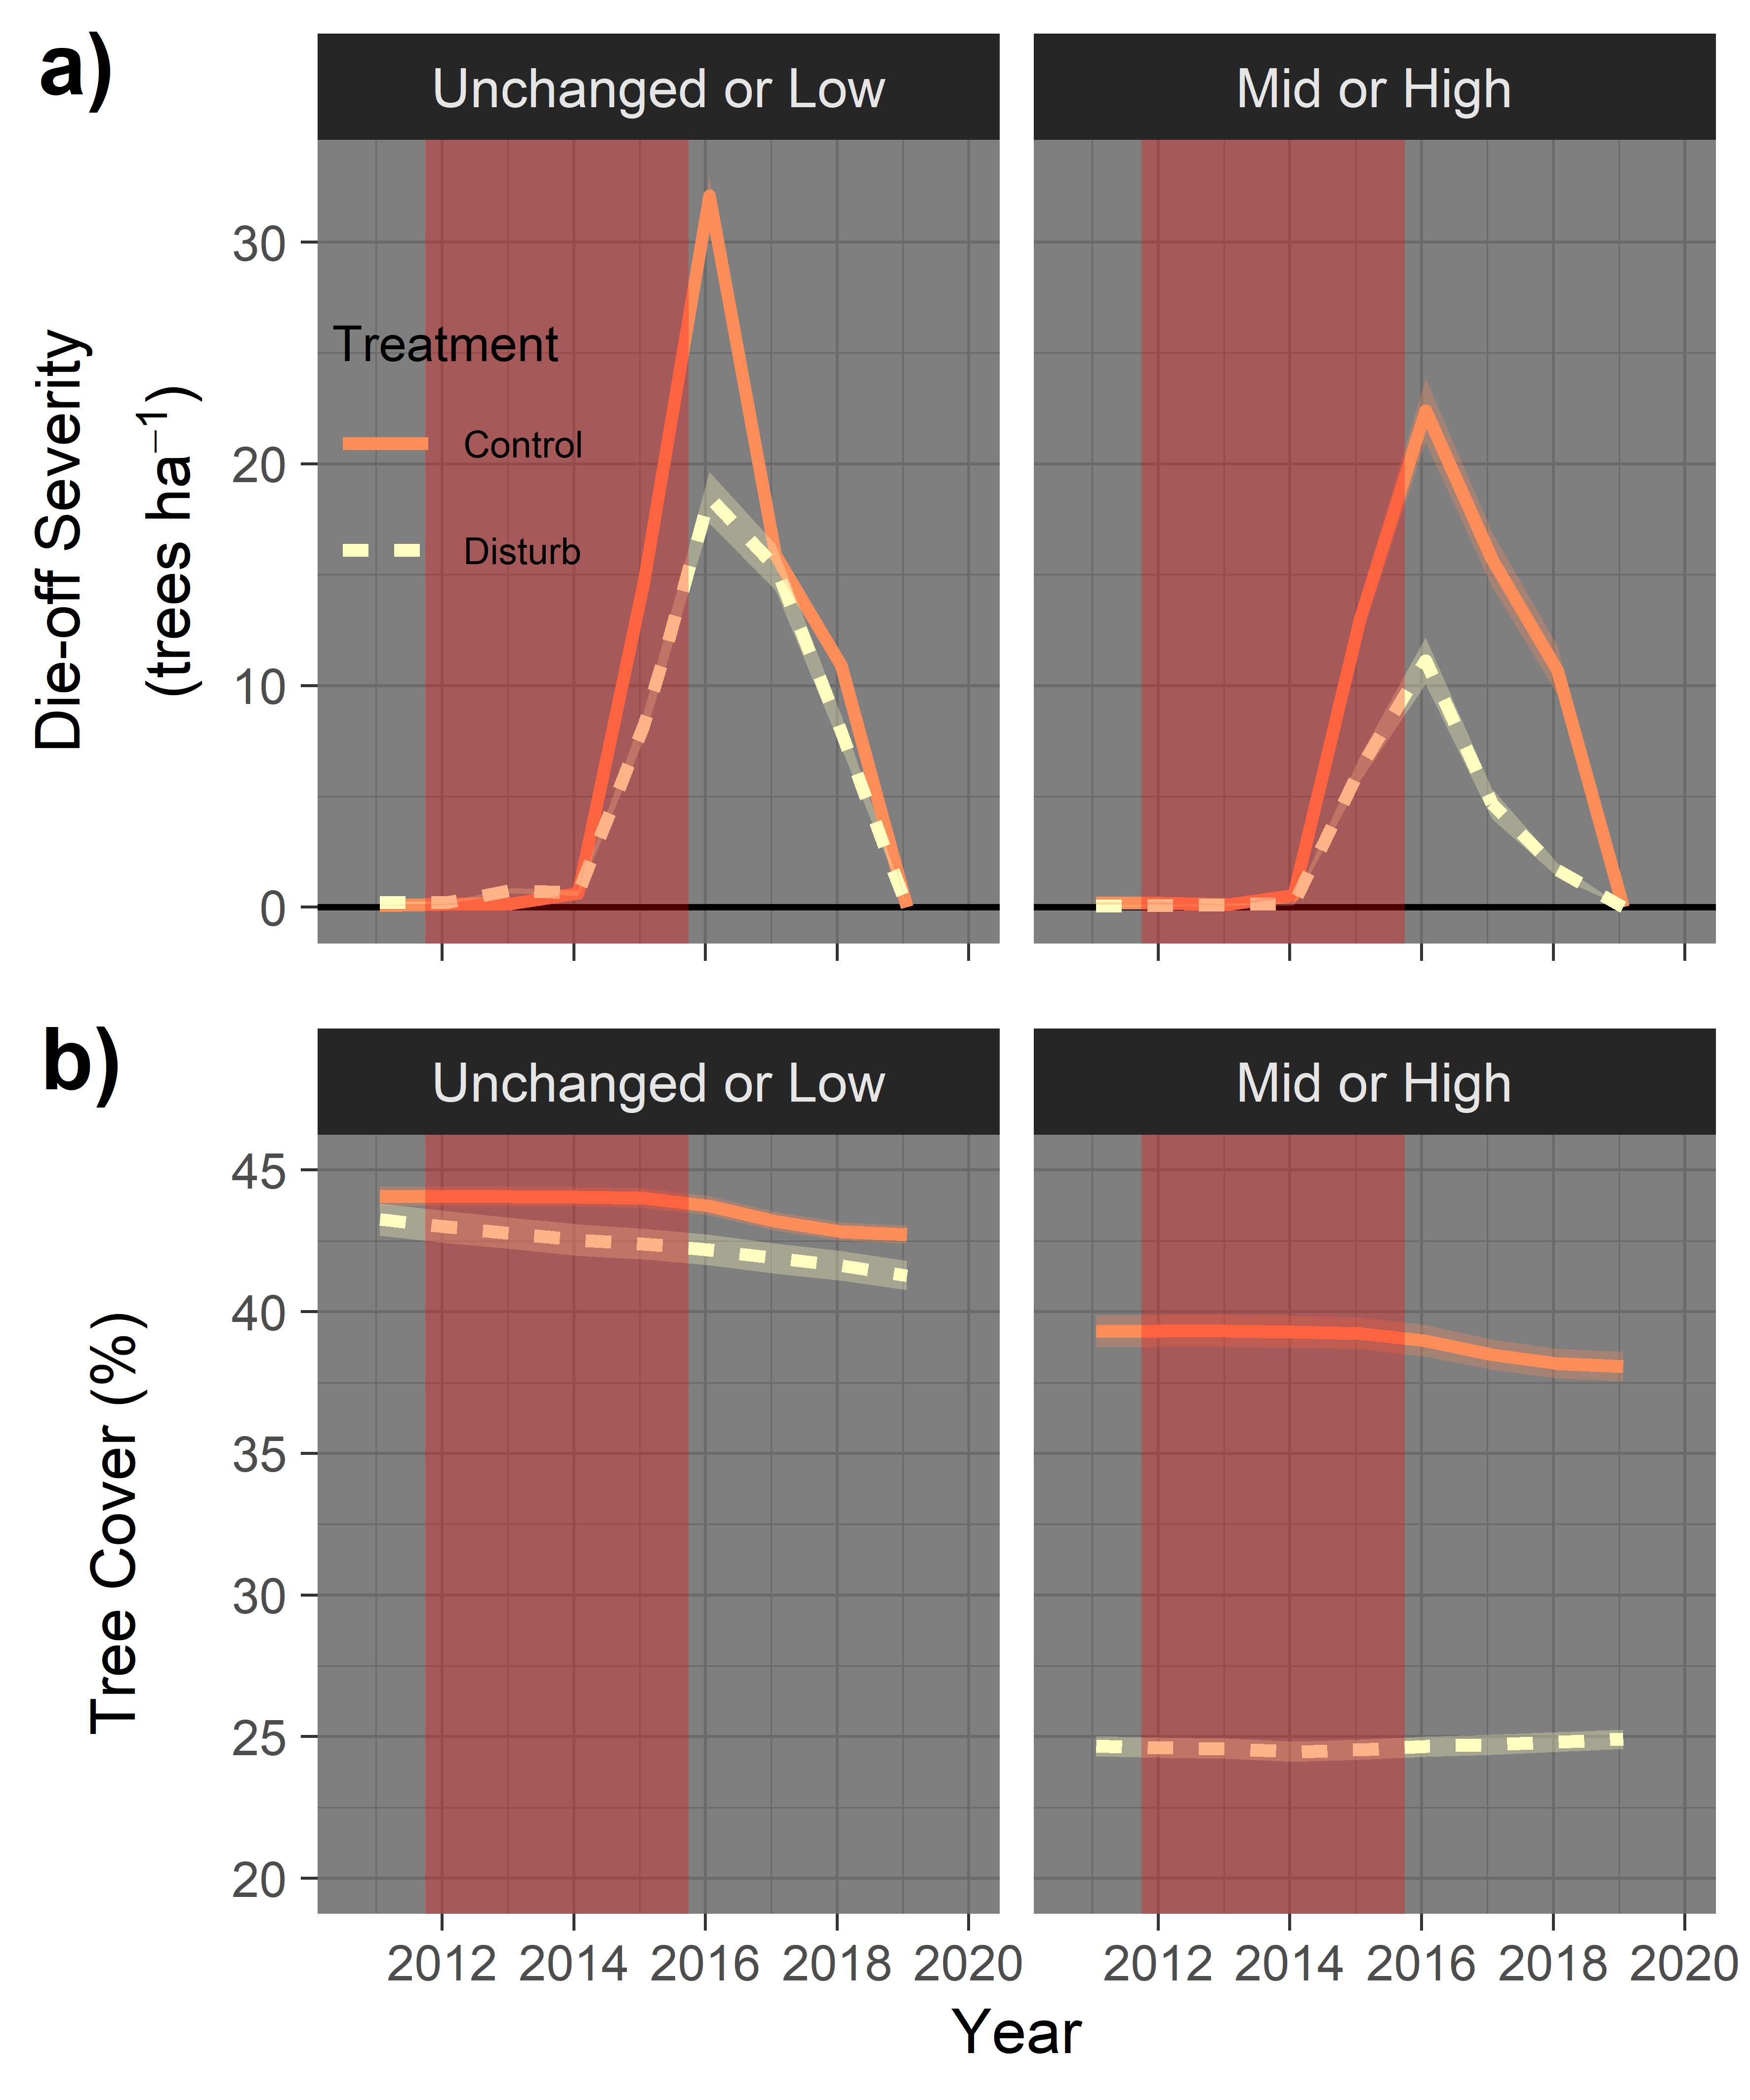 a)
Unchanged or Low
Mid or High
Die-off Severity
(trees ha⁻¹)
30
20
10
0
Treatment
Control
Disturb
b)
Unchanged or Low
Mid or High
Tree Cover (%)
45
40
35
30
25
20
2012 2014 2016 2018 2020
2012 2014 2016 2018 2020
Year